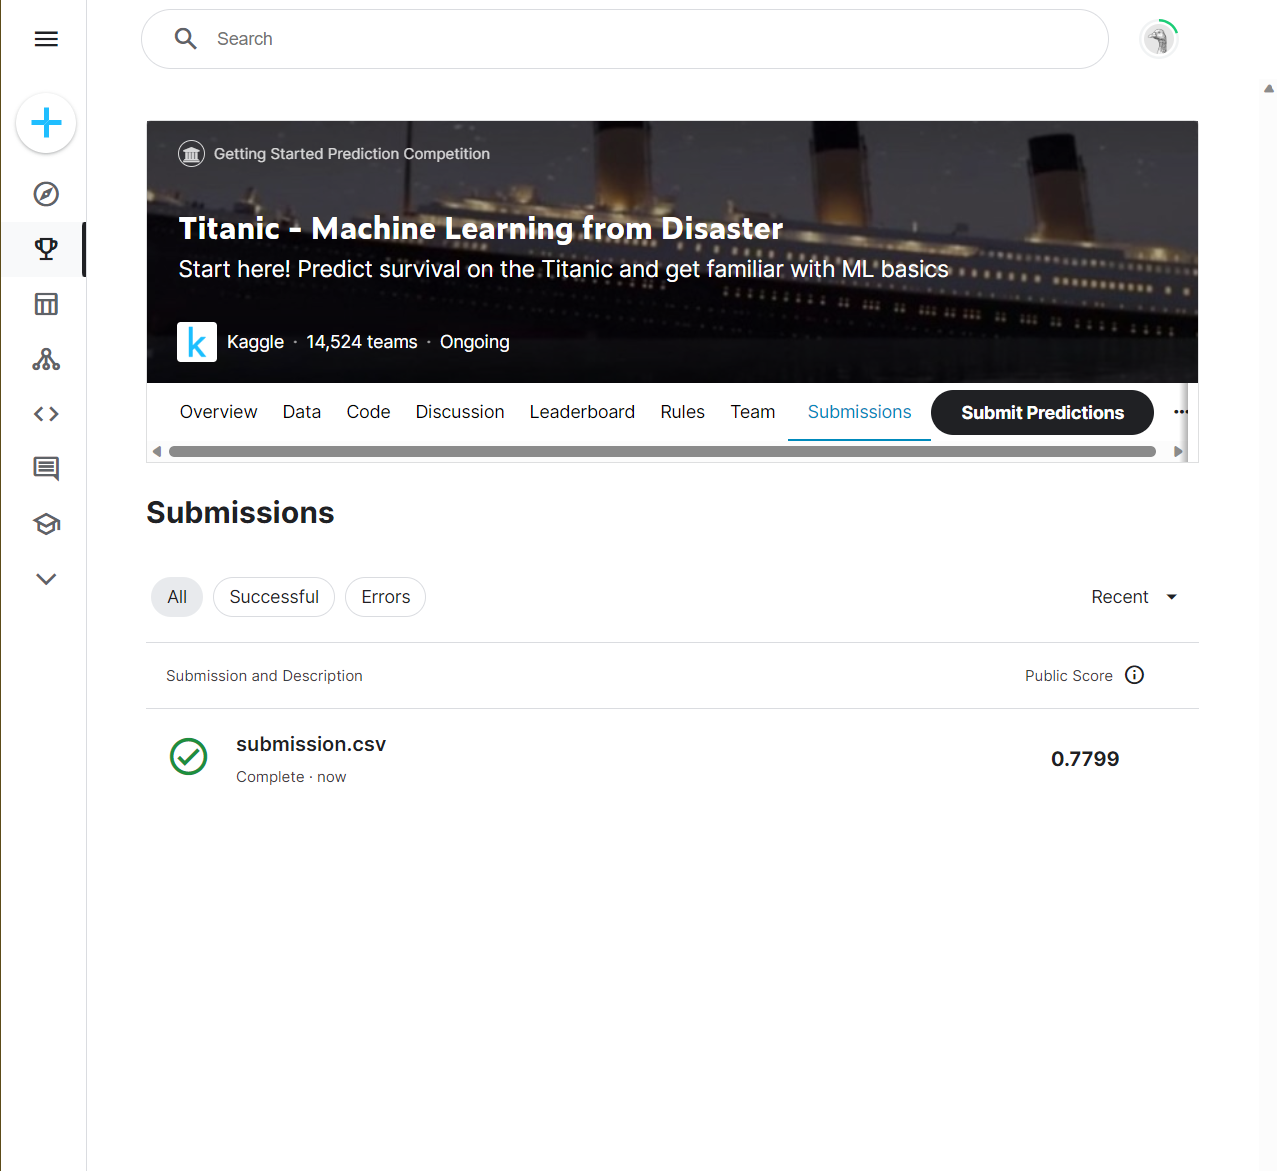 Search
Getting Started Prediction Competition
Titanic - Machine Learning from Disaster
Start here! Predict survival on the Titanic and get familiar with ML basics
k Kaggle · 14,524 teams · Ongoing
Overview Data Code Discussion Leaderboard Rules Team Submissions Submit Predictions ...
Submissions
All Successful Errors Recent
Submission and Description Public Score
submission.csv
Complete · now
0.7799